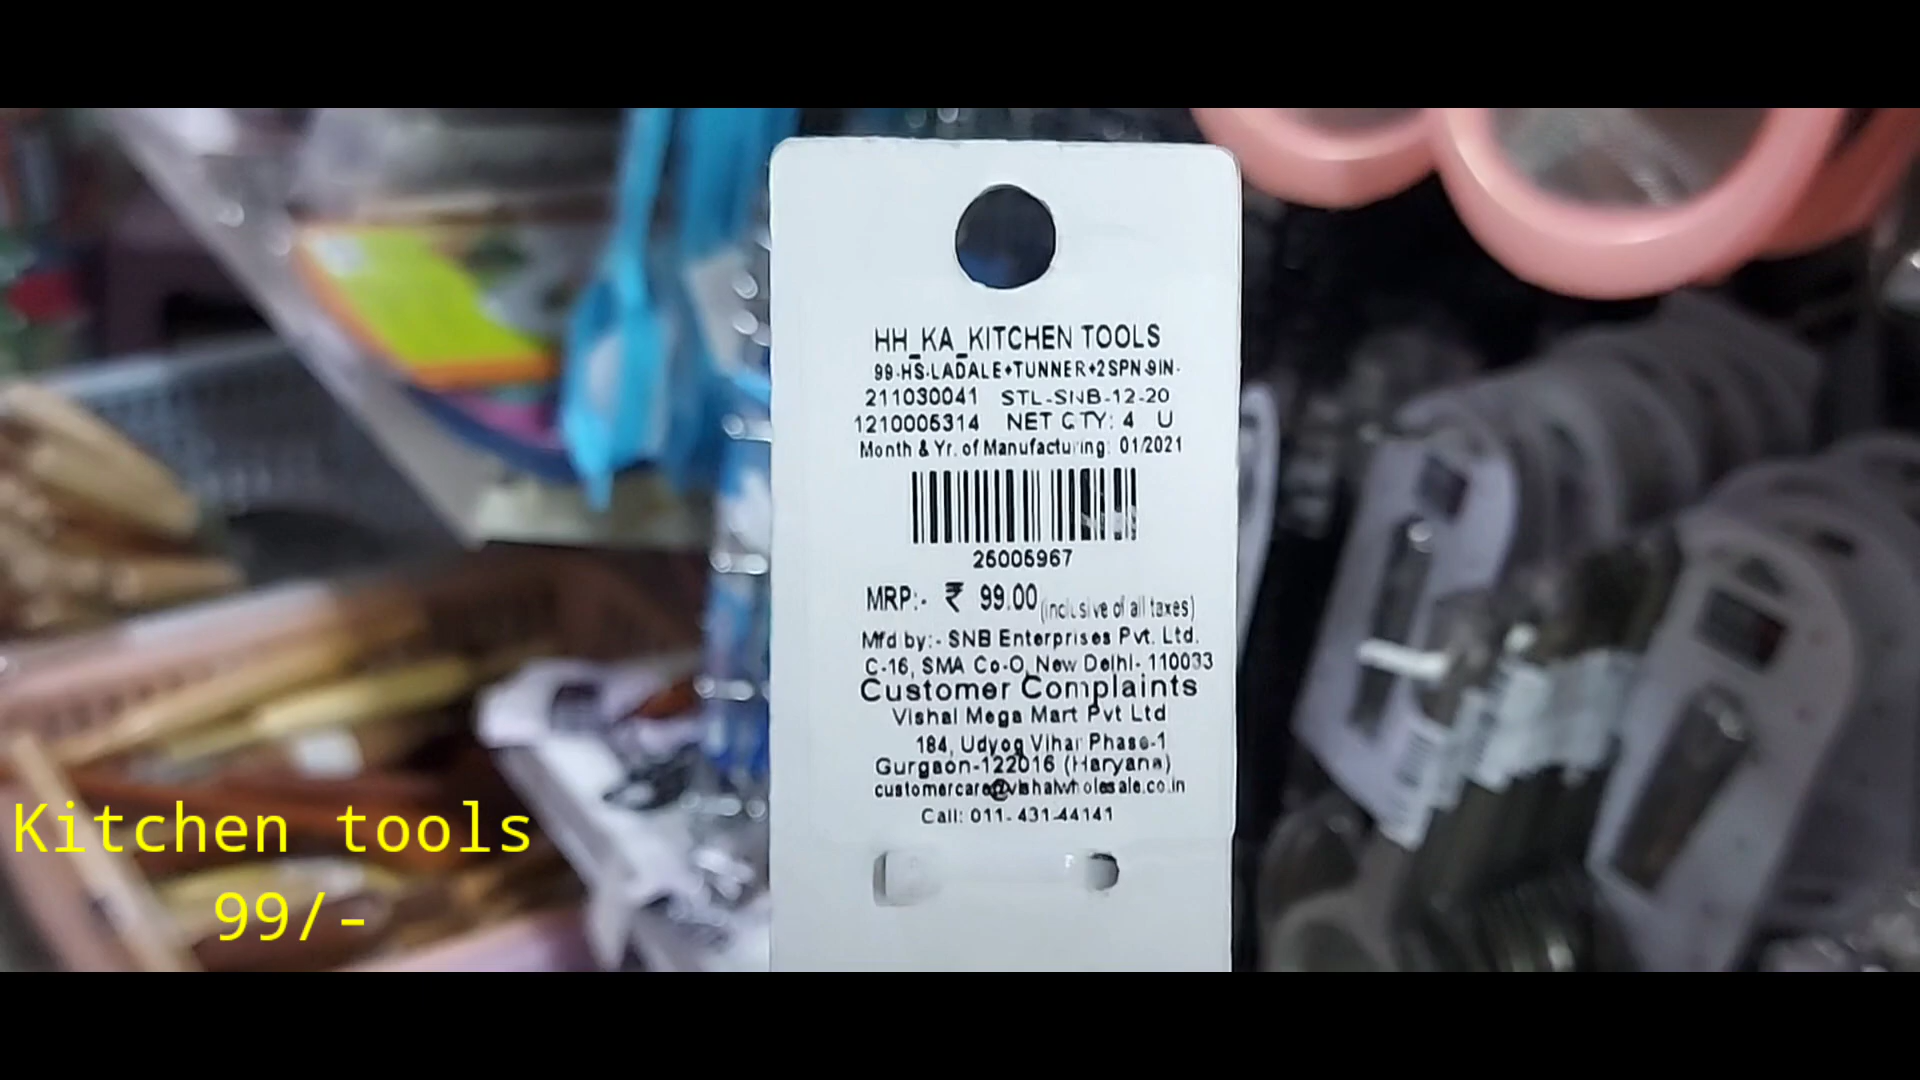 HH_KA_KITCHEN TOOLS
99-HS-LADALE+TUNNER+2SPN-9IN-
211030041 STL-SNB-12-20
1210005314 NET QTY: 4 U
Month & Yr. of Manufacturing: 01/2021
26005967
MRP:- ₹ 99.00 (inclusive of all taxes)
Mfd by:- SNB Enterprises Pvt. Ltd.
C-16, SMA Co-O, New Delhi- 110033
Customer Complaints
Vishal Mega Mart Pvt Ltd
184, Udyog Vihar Phase-1
Gurgaon-122016 (Haryana)
customercare@vishalwholesale.co.in
Call: 011-431-44141
Kitchen tools
99/-